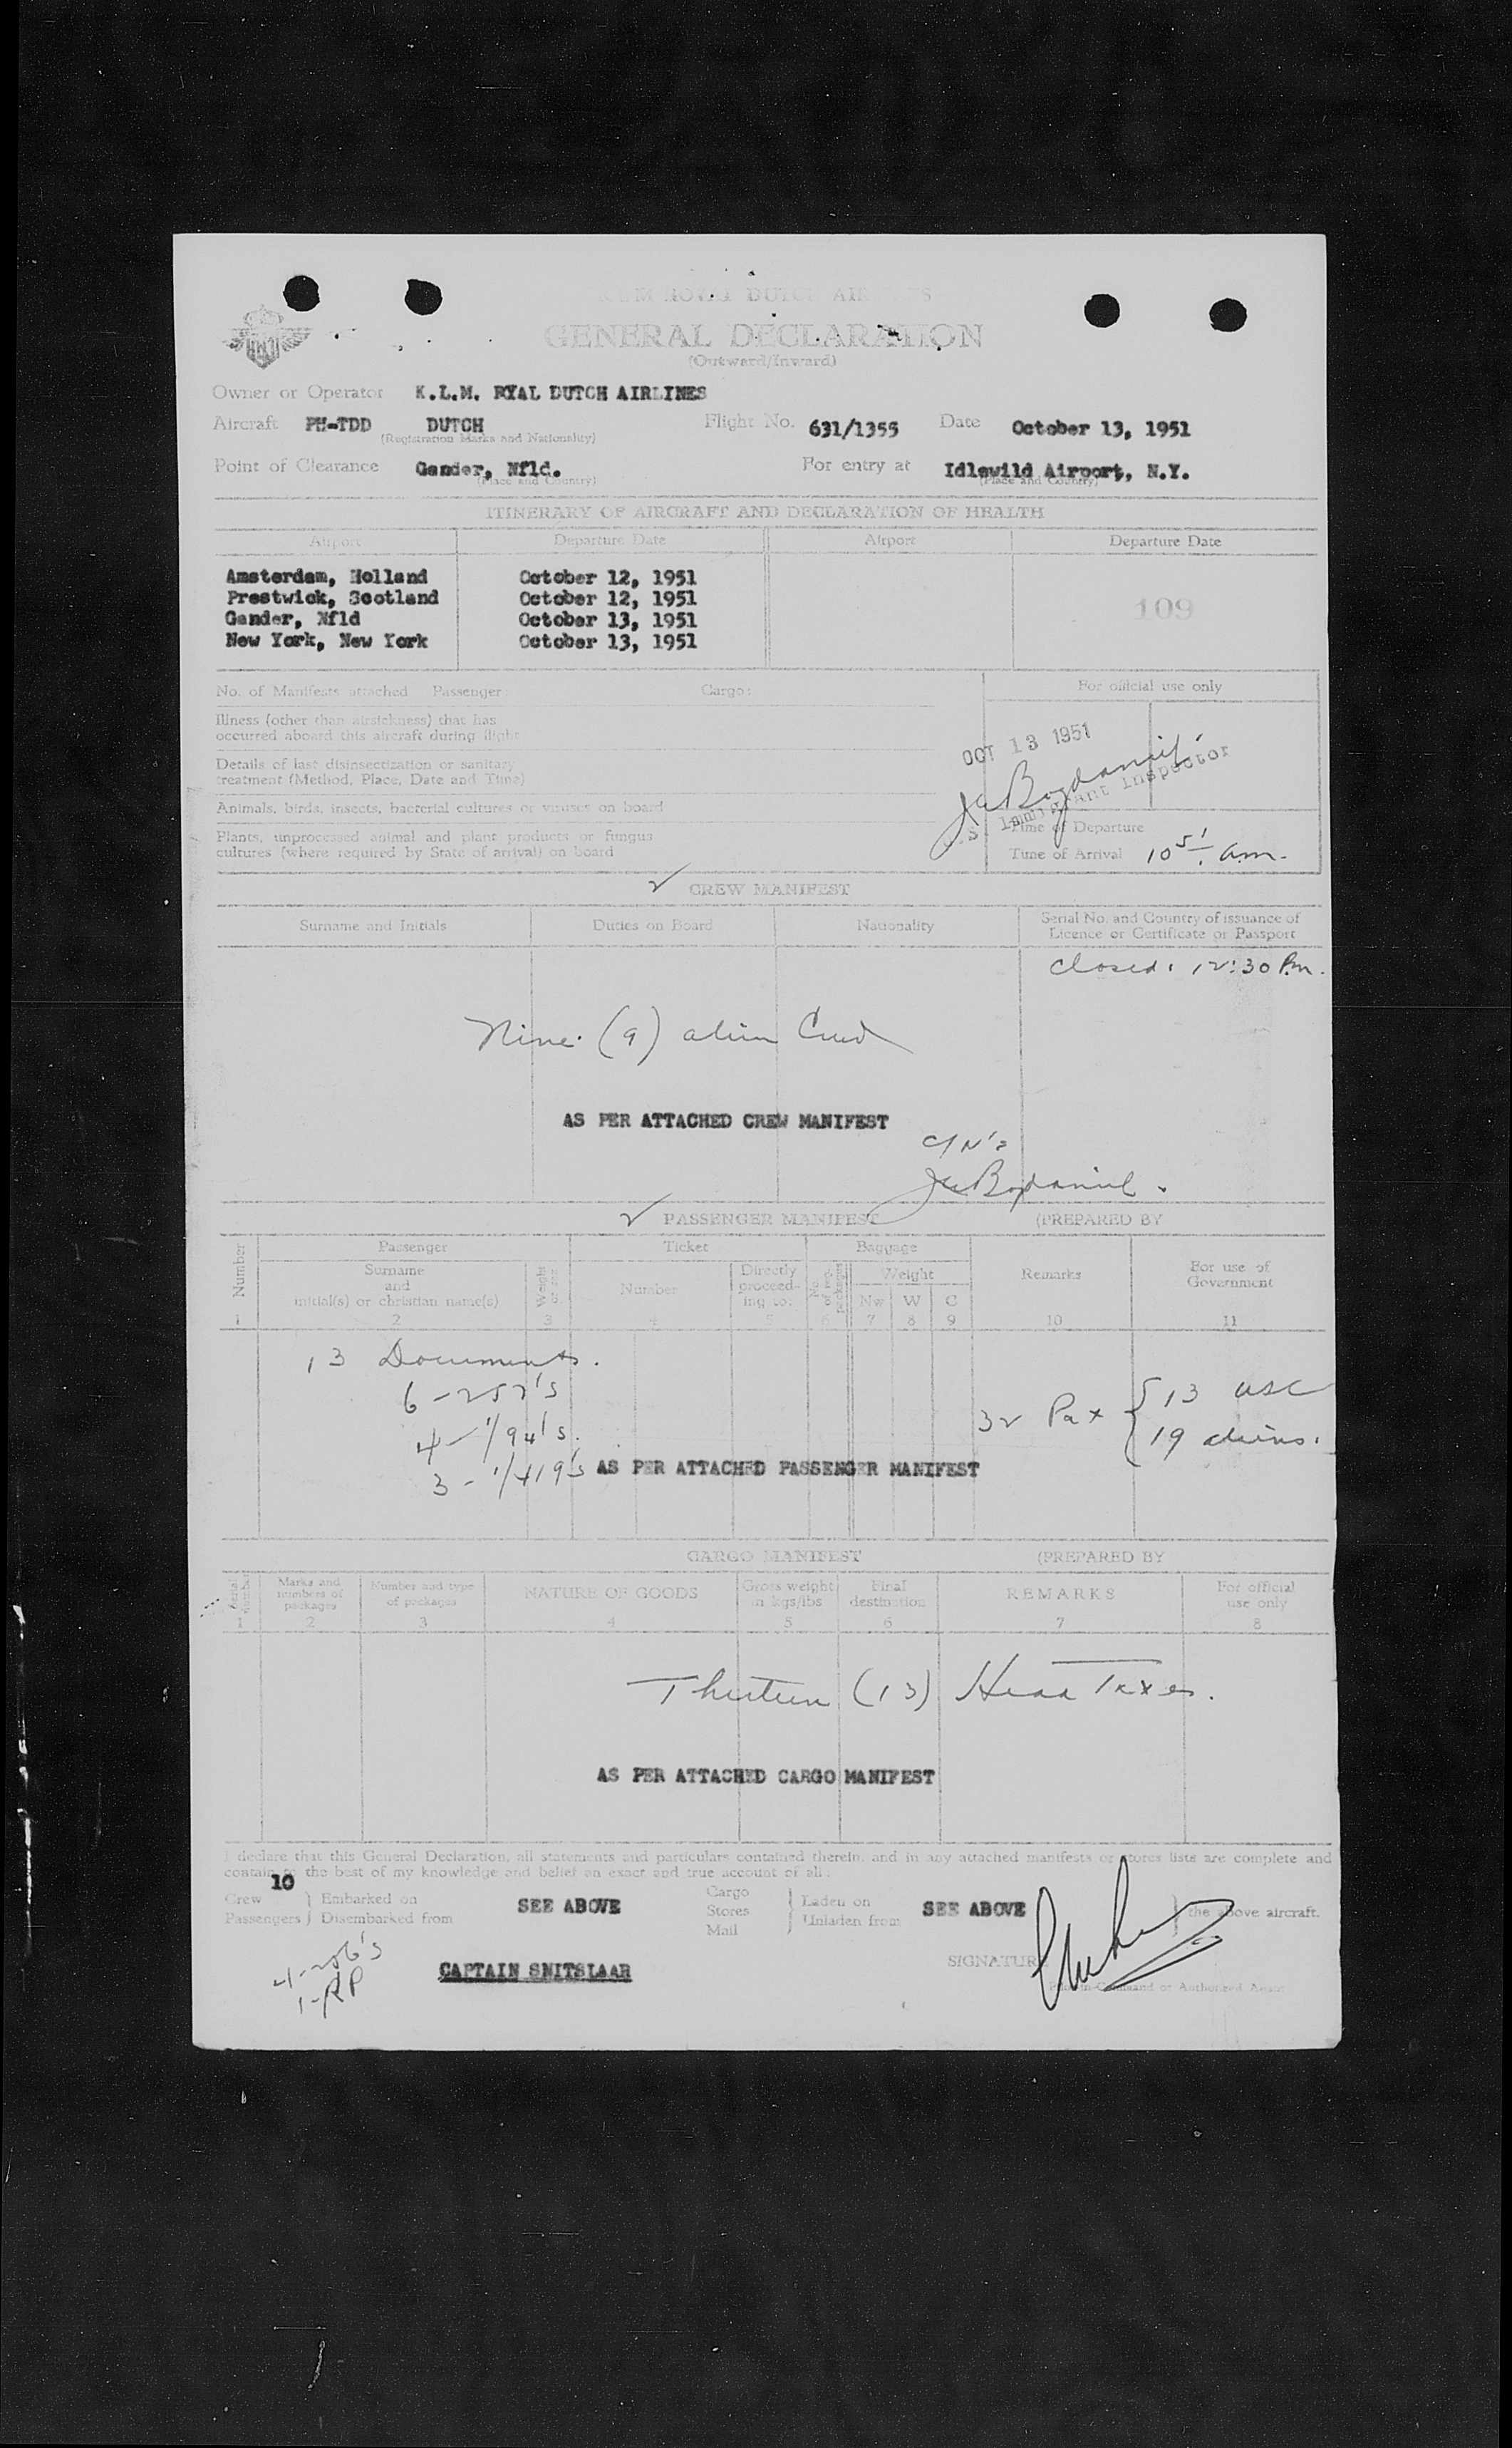 K.L.M. ROYAL DUTCH AIRLINES
GENERAL DECLARATION
(Outward/Inward)
Owner or Operator K.L.M. RYAL DUTCH AIRLINES
Aircraft PH-TDD DUTCH Flight No. 631/1355 Date October 13, 1951
(Registration Marks and Nationality)
Point of Clearance Gander, Nfld. For entry at Idlewild Airport, N.Y.
(Place and Country) (Place and Country)
ITINERARY OF AIRCRAFT AND DECLARATION OF HEALTH
Airport Departure Date Airport Departure Date
Amsterdam, Holland October 12, 1951
Prestwick, Scotland October 12, 1951
109
Gander, Nfld October 13, 1951
New York, New York October 13, 1951
No. of Manifests attached Passenger: Cargo: For official use only
Illness (other than airsickness) that has
occurred aboard this aircraft during flight
OCT 13 1951
Details of last disinsectization or sanitary
treatment (Method, Place, Date and Time)
Immigrant Inspector
Animals, birds, insects, bacterial cultures or viruses on board
Plants, unprocessed animal and plant products or fungus
cultures (where required by State of arrival) on board
Time of Departure
Time of Arrival 10 5 a.m.
CREW MANIFEST
Surname and Initials Duties on Board Nationality Serial No. and Country of issuance of
Licence or Certificate or Passport
Closed: 12:30 P.m.
Nine (9) alien Crew
AS PER ATTACHED CREW MANIFEST
PASSENGER MANIFEST (PREPARED BY
Number Passenger Ticket Baggage Remarks For use of
Government
Surname
and
initial(s) or christian name(s)
Number Directly
proceed-
ing to:
Weight
Nw W C
1 2 3 4 5 6 7 8 9 10 11
13 Documents.
6-257's
4-1/94's.
3-1/419's
32 Pax { 13 USC
19 aliens.
AS PER ATTACHED PASSENGER MANIFEST
CARGO MANIFEST (PREPARED BY
Marks and
numbers of
packages
Number and type
of packages
NATURE OF GOODS
Gross weight
in kgs/lbs
Final
destination
REMARKS
For official
use only
1 2 3 4 5 6 7 8
Thirteen (13) Head Taxes.
AS PER ATTACHED CARGO MANIFEST
I declare that this General Declaration, all statements and particulars contained therein, and in any attached manifests or stores lists are complete and
contain to the best of my knowledge and belief an exact and true account of all:
10
Crew } Embarked on
Passengers } Disembarked from
SEE ABOVE
Cargo
Stores
Mail
Laden on
Unladen from
SEE ABOVE
the above aircraft.
4-256's
1-RP
CAPTAIN SNITSLAAR
SIGNATURE
Pilot-in-Command or Authorized Agent